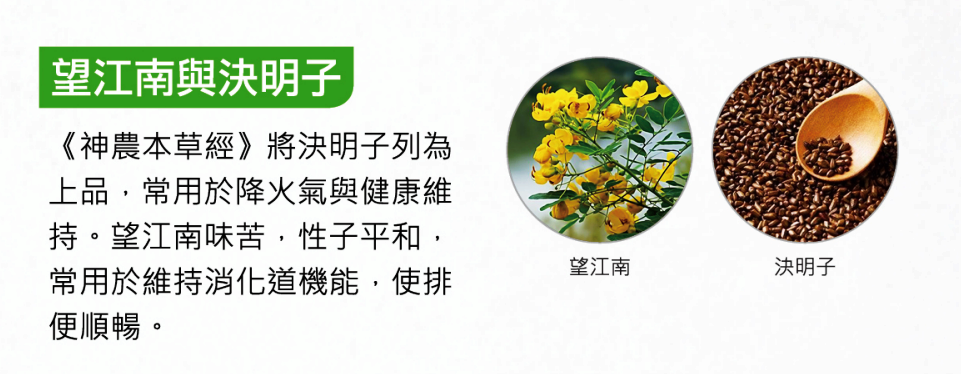 望江南與決明子
《神農本草經》將決明子列為
上品，常用於降火氣與健康維
持。望江南味苦，性子平和，
常用於維持消化道機能，使排
便順暢。
望江南
決明子